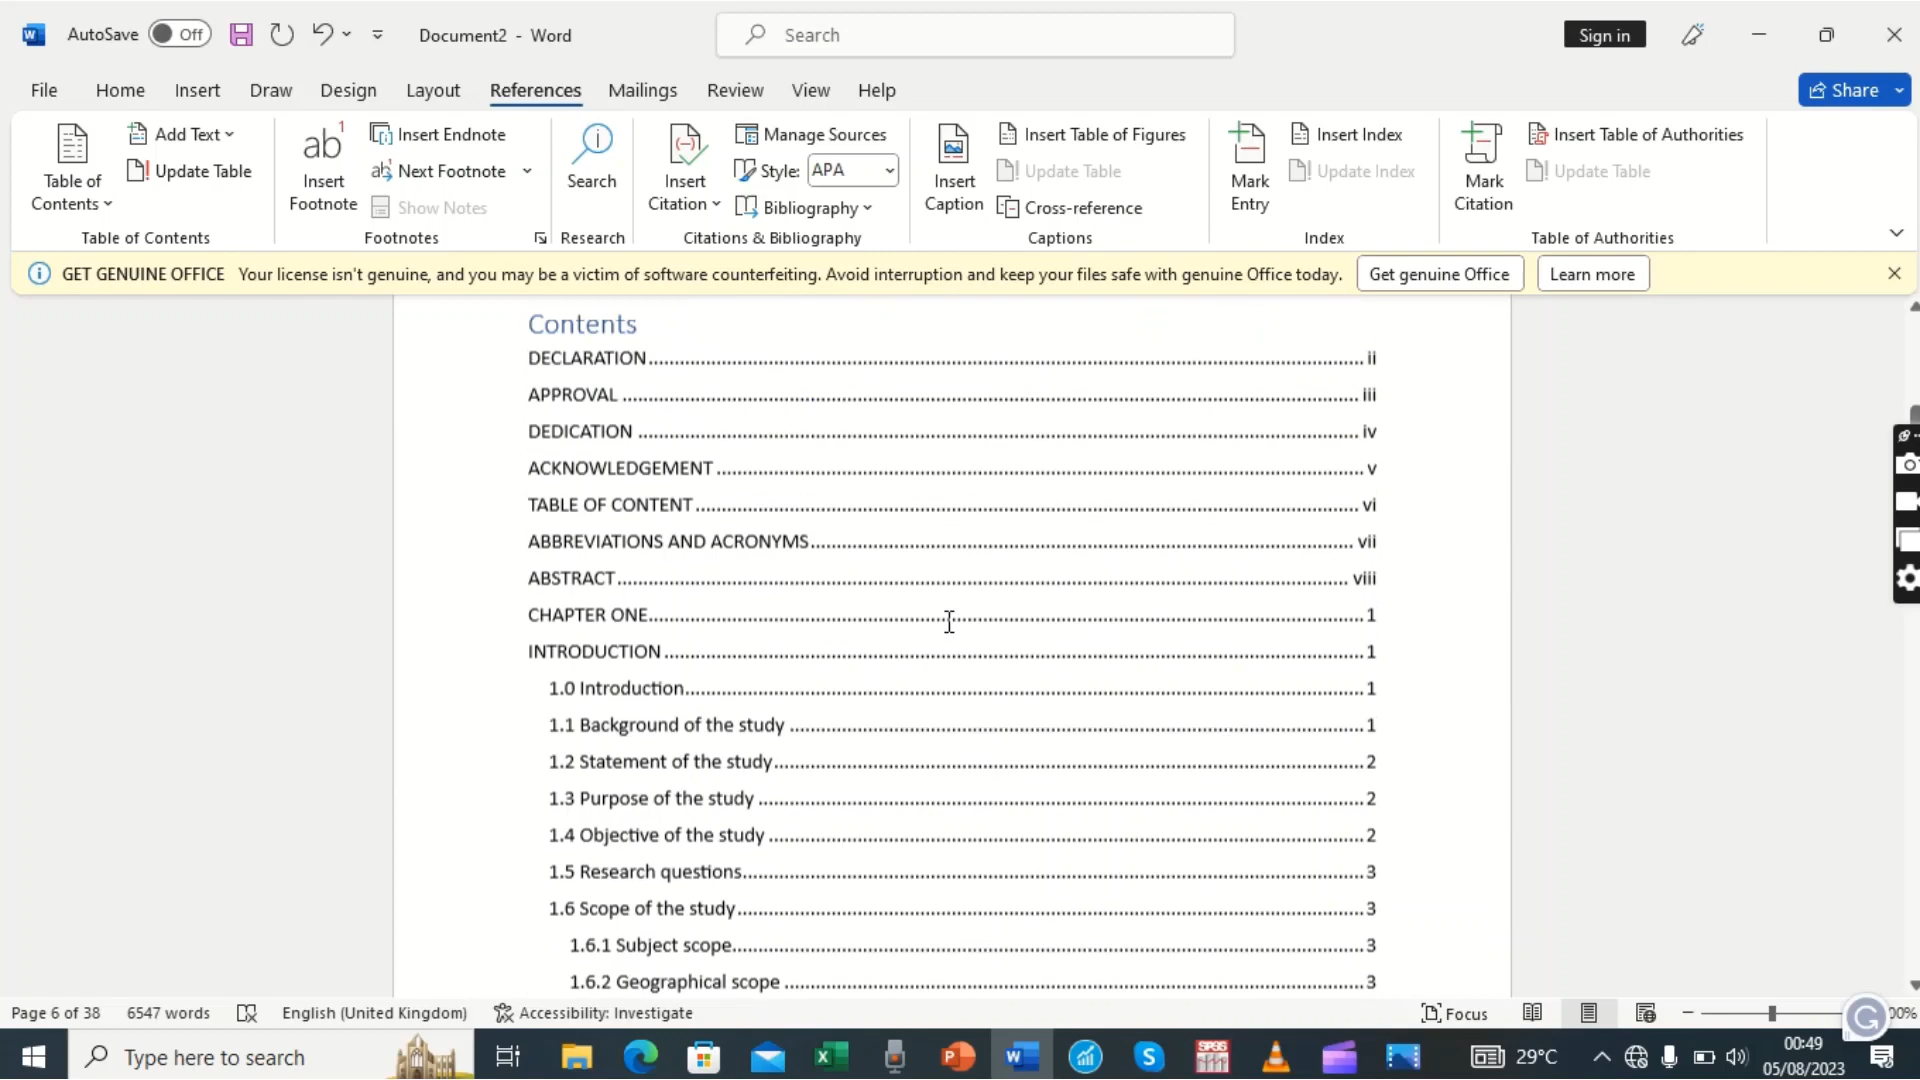 AutoSave Off Document2 - Word Search Sign in
File Home Insert Draw Design Layout References Mailings Review View Help Share
Table of Contents
Add Text
Update Table
Table of Contents
ab1 Insert Footnote
Insert Endnote
Next Footnote
Show Notes
Footnotes
Search
Research
Insert Citation
Manage Sources
Style: APA
Bibliography
Citations & Bibliography
Insert Caption
Insert Table of Figures
Update Table
Cross-reference
Captions
Mark Entry
Insert Index
Update Index
Index
Mark Citation
Insert Table of Authorities
Update Table
Table of Authorities
GET GENUINE OFFICE Your license isn't genuine, and you may be a victim of software counterfeiting. Avoid interruption and keep your files safe with genuine Office today. Get genuine Office Learn more
Contents
DECLARATION ii
APPROVAL iii
DEDICATION iv
ACKNOWLEDGEMENT v
TABLE OF CONTENT vi
ABBREVIATIONS AND ACRONYMS vii
ABSTRACT viii
CHAPTER ONE 1
INTRODUCTION 1
1.0 Introduction 1
1.1 Background of the study 1
1.2 Statement of the study 2
1.3 Purpose of the study 2
1.4 Objective of the study 2
1.5 Research questions 3
1.6 Scope of the study 3
1.6.1 Subject scope 3
1.6.2 Geographical scope 3
Page 6 of 38 6547 words English (United Kingdom) Accessibility: Investigate Focus 00%
Type here to search 29°C 00:49
05/08/2023